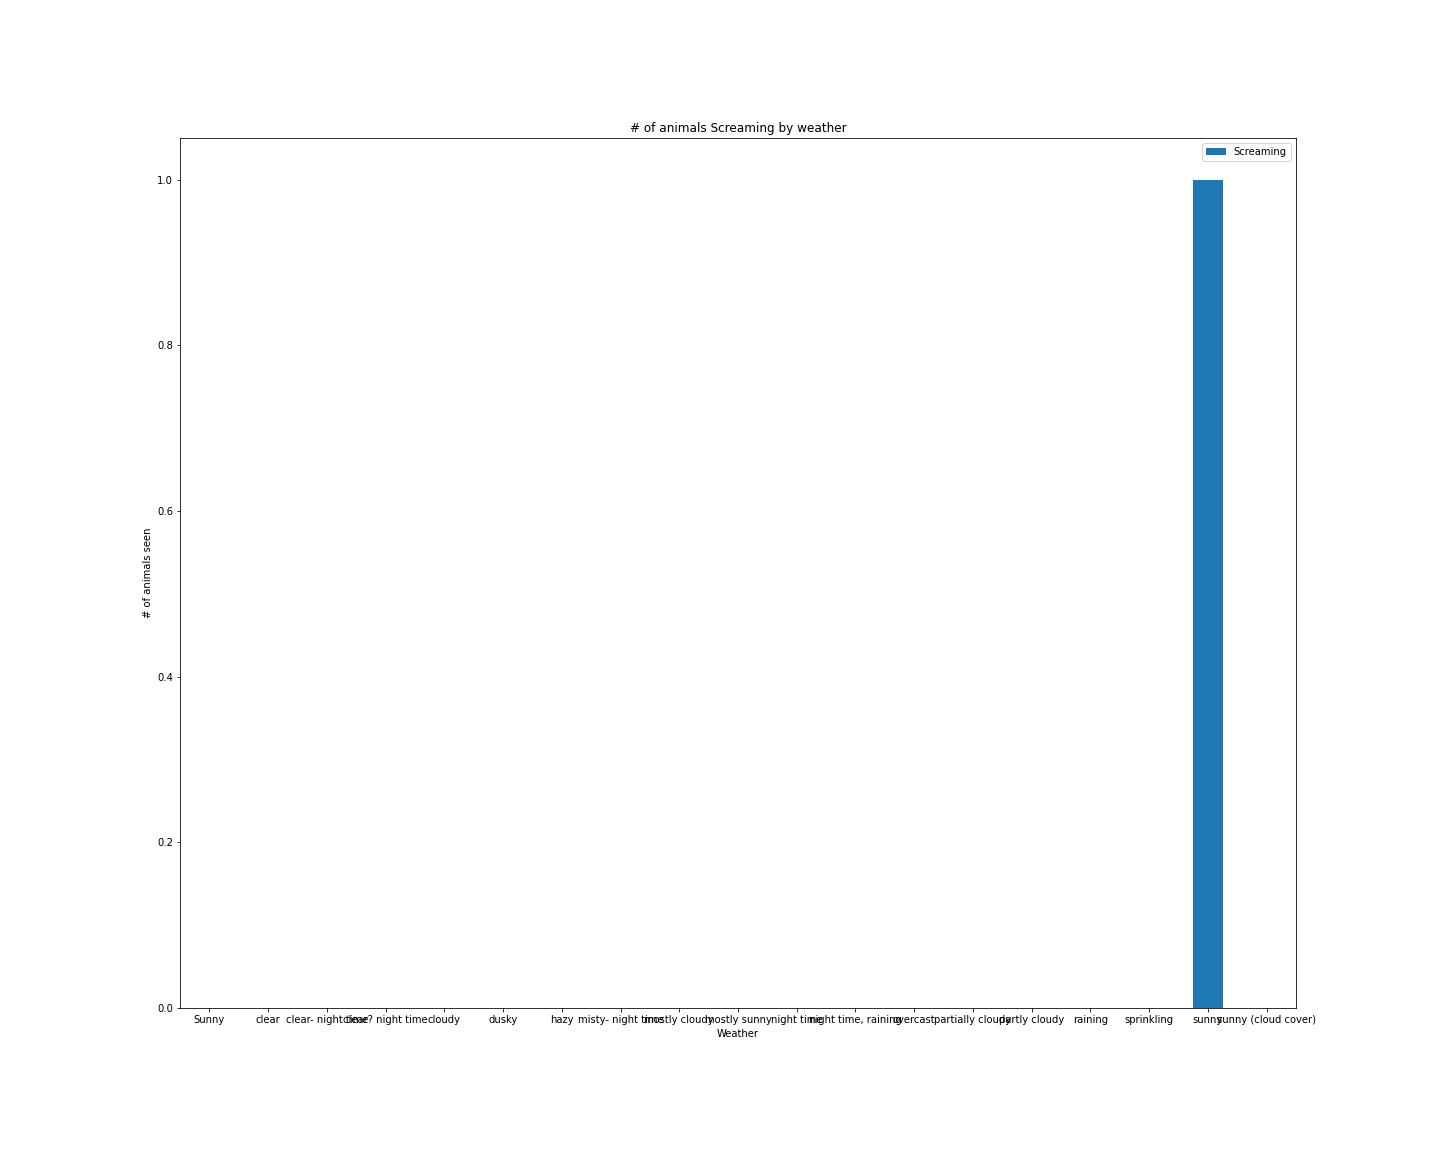 # of animals Screaming by weather
Screaming
1.0
0.8
0.6
0.4
0.2
0.0
# of animals seen
Sunny clear clear- night time clear? night time cloudy dusky hazy misty- night time mostly cloudy mostly sunny night time night time, raining overcast partially cloudy partly cloudy raining sprinkling sunny sunny (cloud cover)
Weather